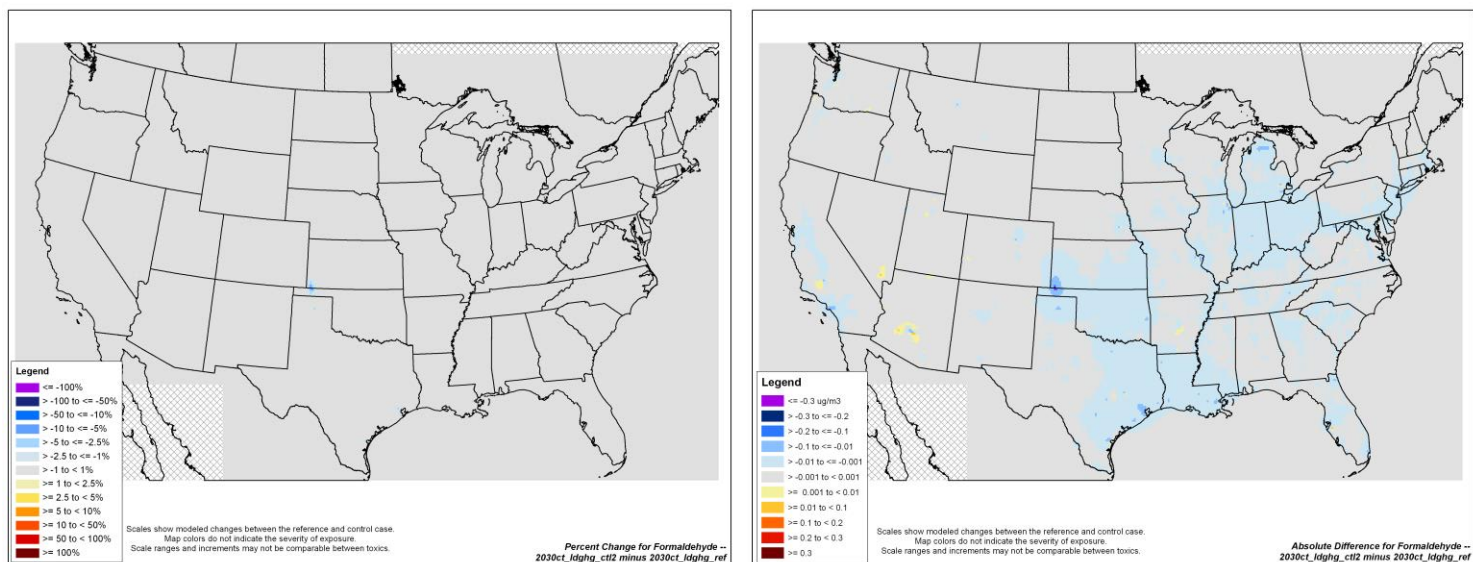 Legend
<= -100%
> -100 to <= -50%
> -50 to <= -10%
> -10 to <= -5%
> -5 to <= -2.5%
> -2.5 to <= -1%
> -1 to < 1%
>= 1 to < 2.5%
>= 2.5 to < 5%
>= 5 to < 10%
>= 10 to < 50%
>= 50 to < 100%
>= 100%
Scales show modeled changes between the reference and control case.
Map colors do not indicate the severity of exposure.
Scale ranges and increments may not be comparable between toxics.
Percent Change for Formaldehyde --
2030ct_ldghg_ctl2 minus 2030ct_ldghg_ref
Legend
<= -0.3 ug/m3
> -0.3 to <= -0.2
> -0.2 to <= -0.1
> -0.1 to <= -0.01
> -0.01 to <= -0.001
> -0.001 to < 0.001
>= 0.001 to < 0.01
>= 0.01 to < 0.1
>= 0.1 to < 0.2
>= 0.2 to < 0.3
>= 0.3
Scales show modeled changes between the reference and control case.
Map colors do not indicate the severity of exposure.
Scale ranges and increments may not be comparable between toxics.
Absolute Difference for Formaldehyde --
2030ct_ldghg_ctl2 minus 2030ct_ldghg_ref